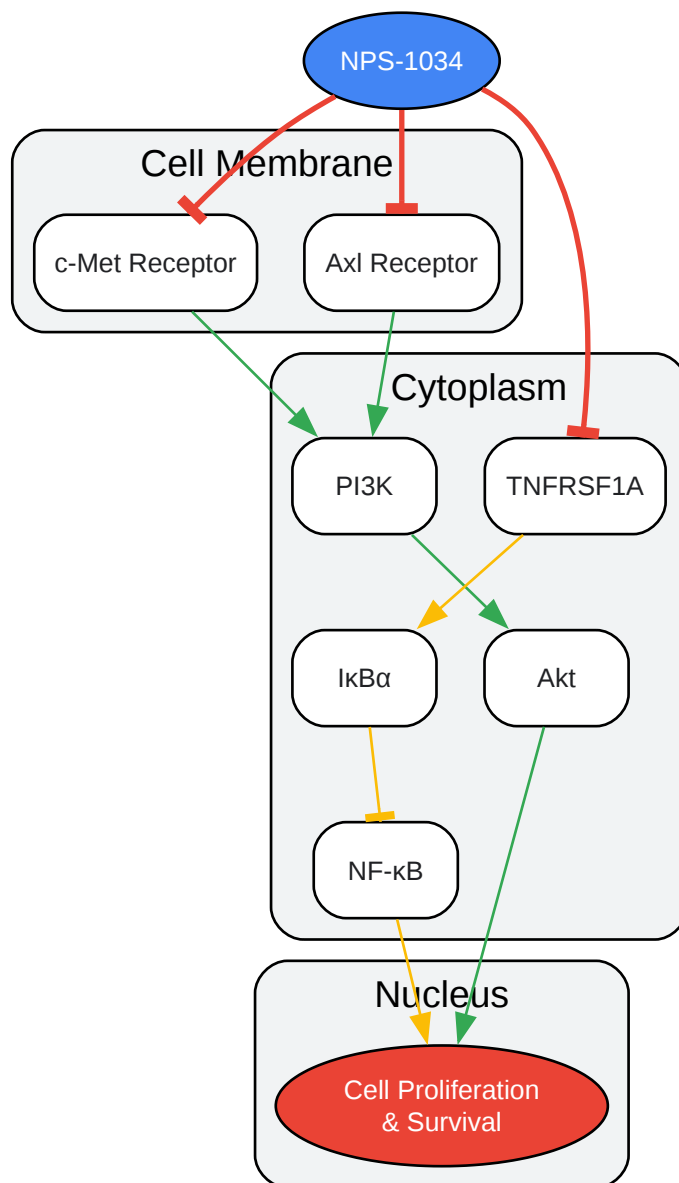 NPS-1034
Cell Membrane
c-Met Receptor
Axl Receptor
Cytoplasm
PI3K
TNFRSF1A
IκBα
Akt
NF-κB
Nucleus
Cell Proliferation
& Survival